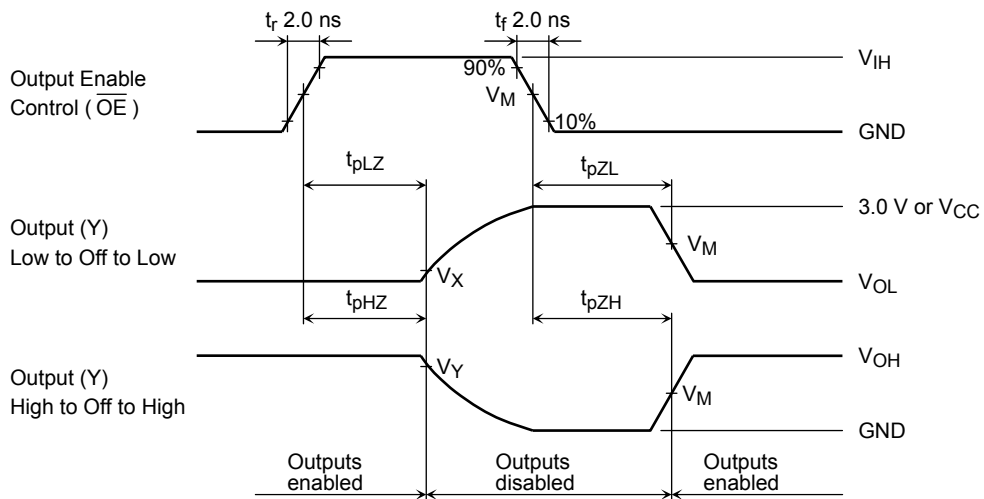 tr 2.0 ns
tf 2.0 ns
Output Enable
Control ( OE )
90%
VM
10%
VIH
GND
tpLZ
tpZL
Output (Y)
Low to Off to Low
VX
VM
3.0 V or VCC
VOL
tpHZ
tpZH
Output (Y)
High to Off to High
VY
VM
VOH
GND
Outputs
enabled
Outputs
disabled
Outputs
enabled